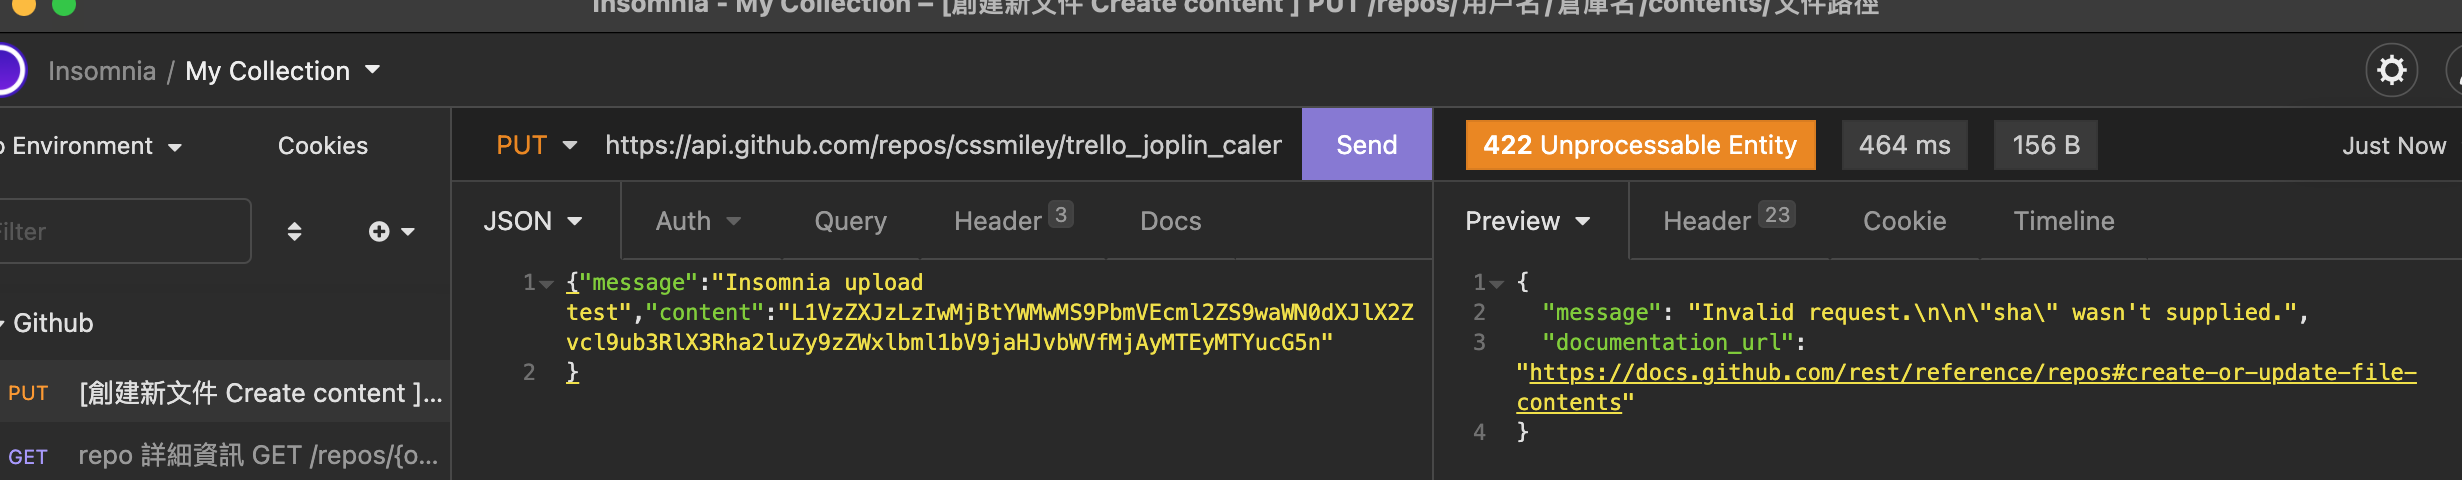 Insomnia - My Collection – [創建新文件 Create content ] PUT /repos/用戶名/倉庫名/contents/文件路徑
Insomnia / My Collection
Environment
Cookies
PUT
https://api.github.com/repos/cssmiley/trello_joplin_caler
Send
422 Unprocessable Entity
464 ms
156 B
Just Now
JSON
Auth
Query
Header 3
Docs
Preview
Header 23
Cookie
Timeline
ilter
1 {"message":"Insomnia upload
test","content":"L1VzZXJzLzIwMjBtYWMwMS9PbmVEcml2ZS9waWN0dXJlX2Z
vcl9ub3RlX3Rha2luZy9zZWxlbml1bV9jaHJvbWVfMjAyMTEyMTYucG5n"
2 }
1 {
2 "message": "Invalid request.\n\n\"sha\" wasn't supplied.",
3 "documentation_url":
"https://docs.github.com/rest/reference/repos#create-or-update-file-
contents"
4 }
Github
PUT [創建新文件 Create content ]...
GET repo 詳細資訊 GET /repos/{o...